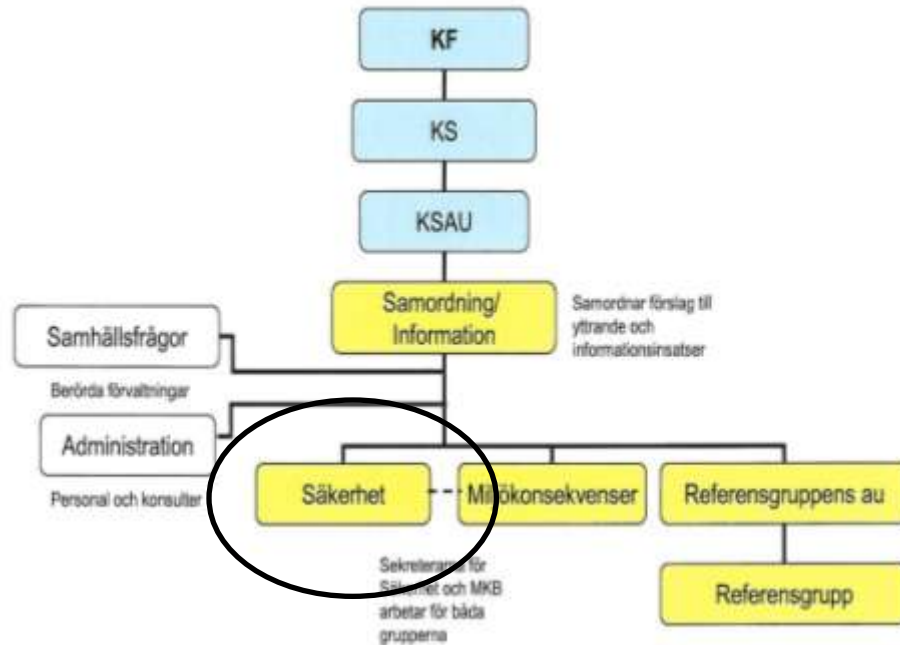 KF
KS
KSAU
Samordning/
Information
Samordnar förslag till
yttrande och
informationsinsatser
Samhällsfrågor
Berörda förvaltningar
Administration
Personal och konsulter
Säkerhet
Miljökonsekvenser
Referensgruppens au
Sekreterarna för
Säkerhet och MKB
arbetar för båda
grupperna
Referensgrupp